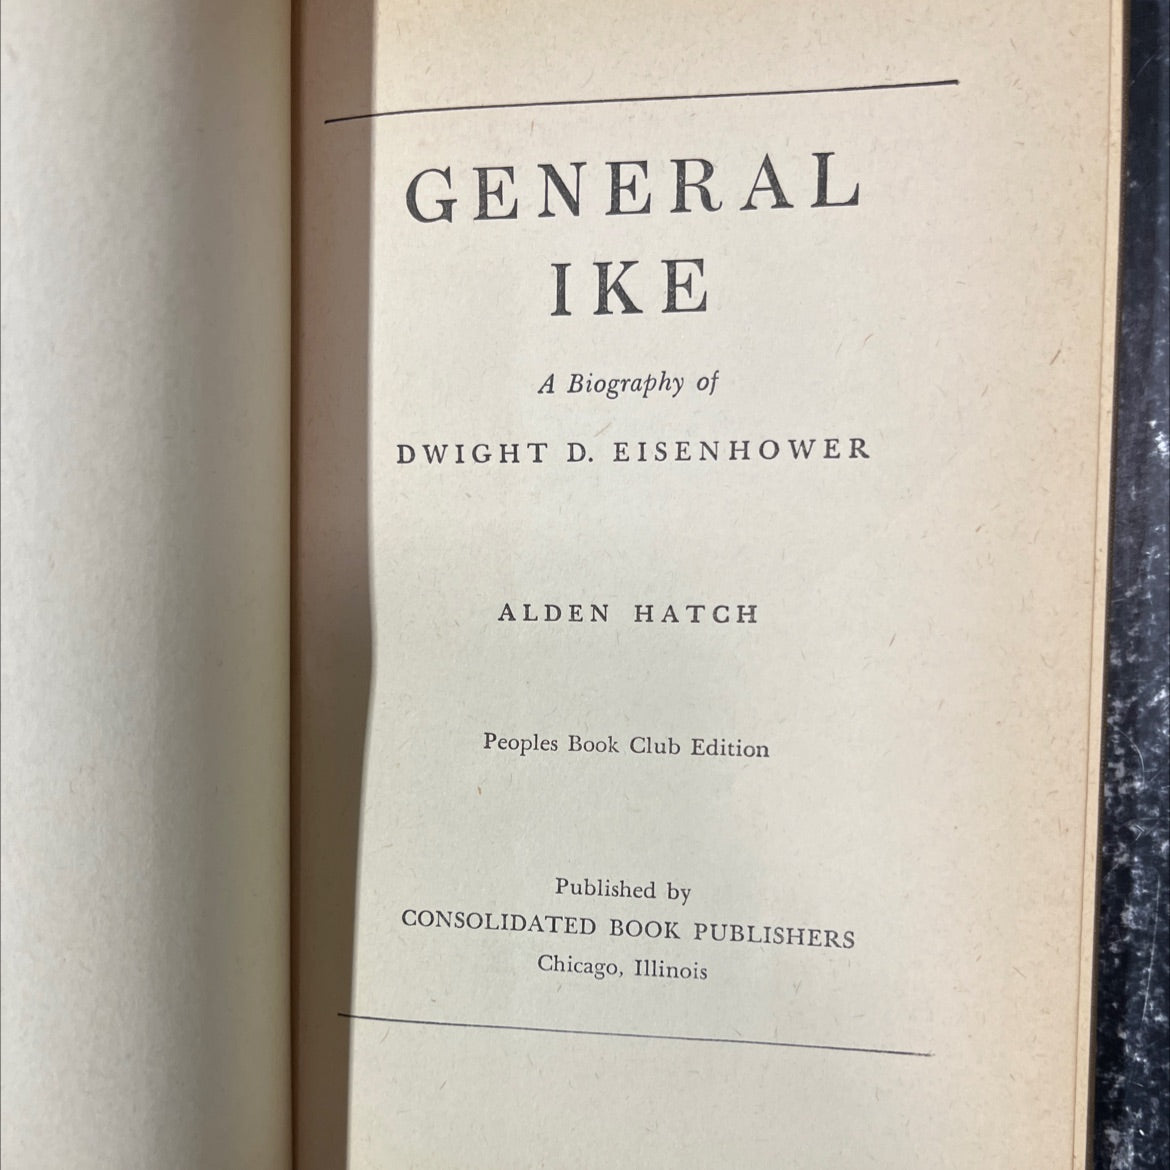 GENERAL
IKE
A Biography of
DWIGHT D. EISENHOWER
ALDEN HATCH
Peoples Book Club Edition
Published by
CONSOLIDATED BOOK PUBLISHERS
Chicago, Illinois